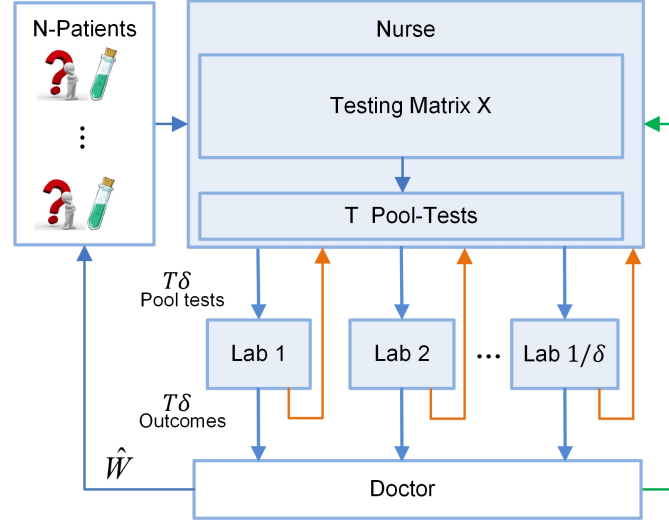 N-Patients
Nurse
Testing Matrix X
⋮
T Pool-Tests
Tδ
Pool tests
Lab 1
Lab 2
...
Lab 1/δ
Tδ
Outcomes
Ŵ
Doctor